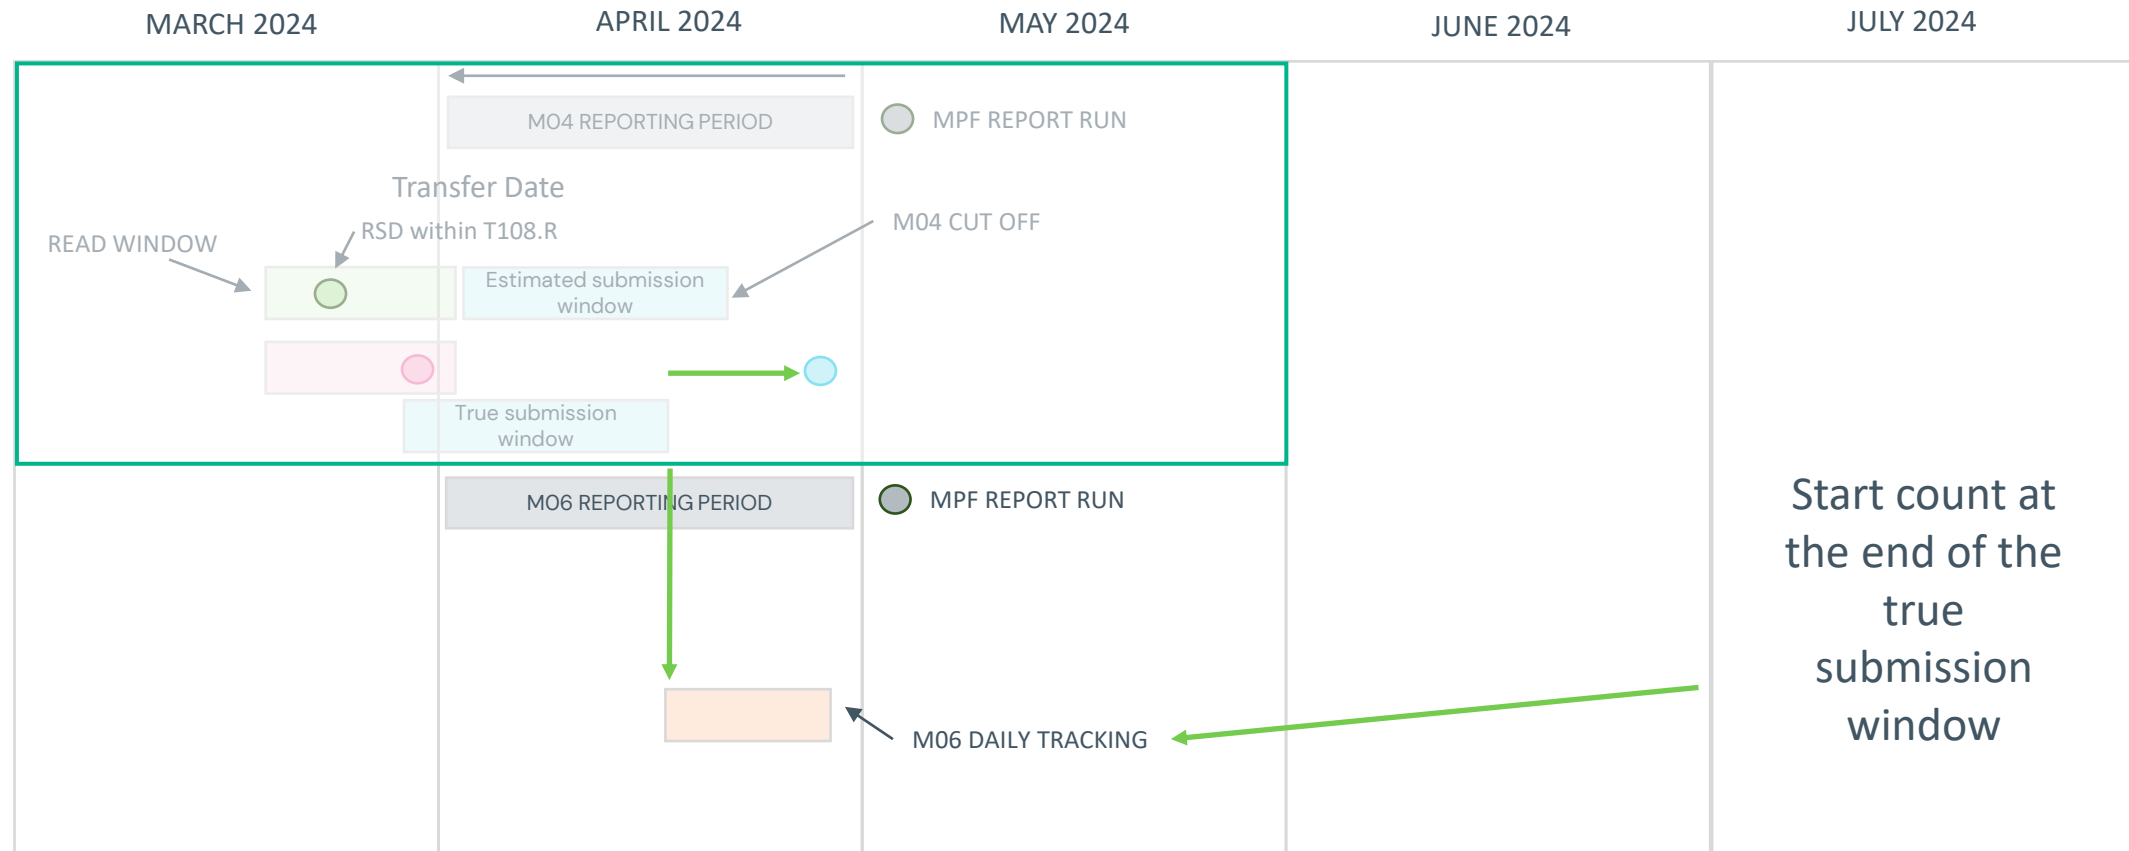 MARCH 2024
APRIL 2024
MAY 2024
JUNE 2024
JULY 2024
M04 REPORTING PERIOD
MPF REPORT RUN
Transfer Date
RSD within T108.R
READ WINDOW
M04 CUT OFF
Estimated submission
window
True submission
window
M06 REPORTING PERIOD
MPF REPORT RUN
M06 DAILY TRACKING
Start count at
the end of the
true
submission
window